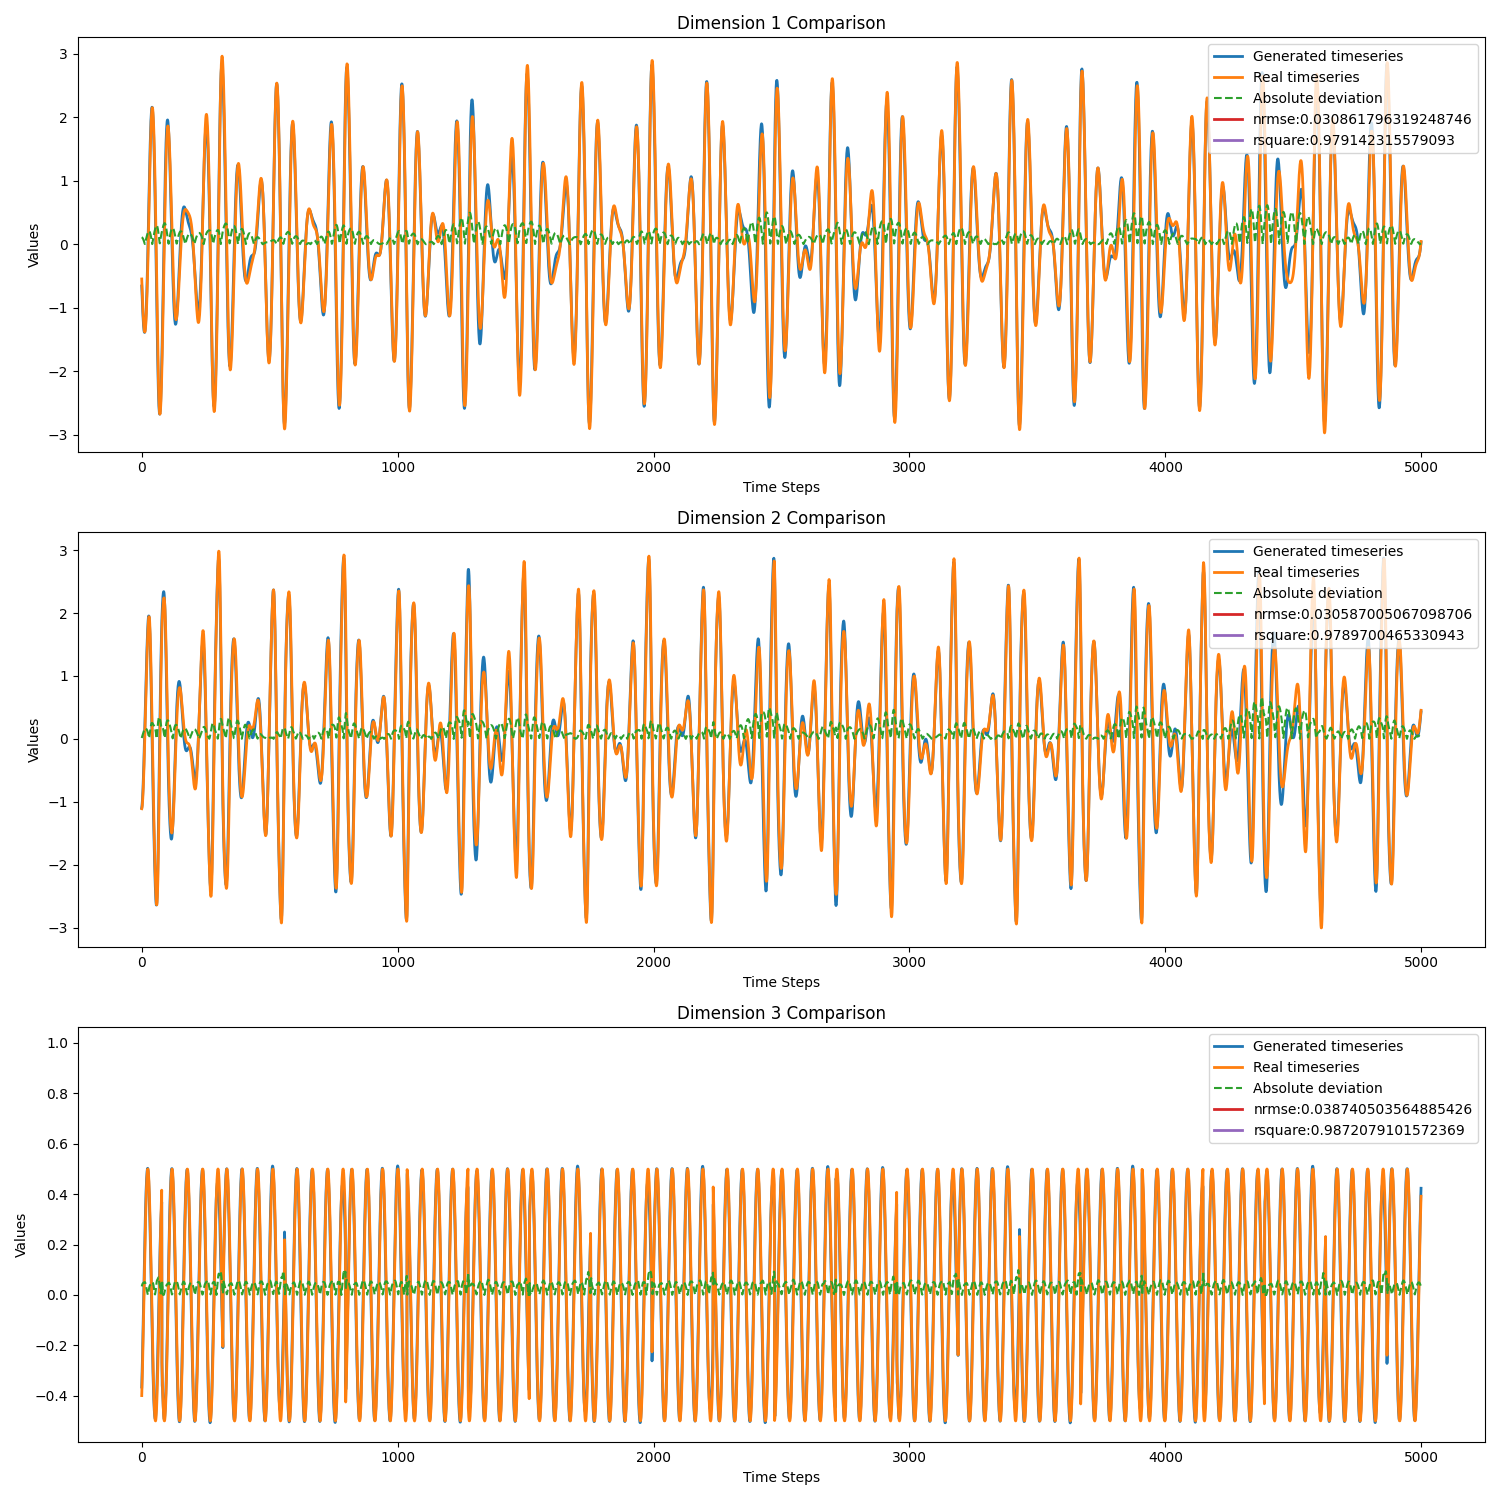 Dimension 1 Comparison
3
2
1
0
−1
−2
−3
Values
Generated timeseries
Real timeseries
Absolute deviation
nrmse:0.030861796319248746
rsquare:0.979142315579093
0 1000 2000 3000 4000 5000
Time Steps
Dimension 2 Comparison
3
2
1
0
−1
−2
−3
Values
Generated timeseries
Real timeseries
Absolute deviation
nrmse:0.030587005067098706
rsquare:0.9789700465330943
0 1000 2000 3000 4000 5000
Time Steps
Dimension 3 Comparison
1.0
0.8
0.6
0.4
0.2
0.0
−0.2
−0.4
Values
Generated timeseries
Real timeseries
Absolute deviation
nrmse:0.038740503564885426
rsquare:0.9872079101572369
0 1000 2000 3000 4000 5000
Time Steps